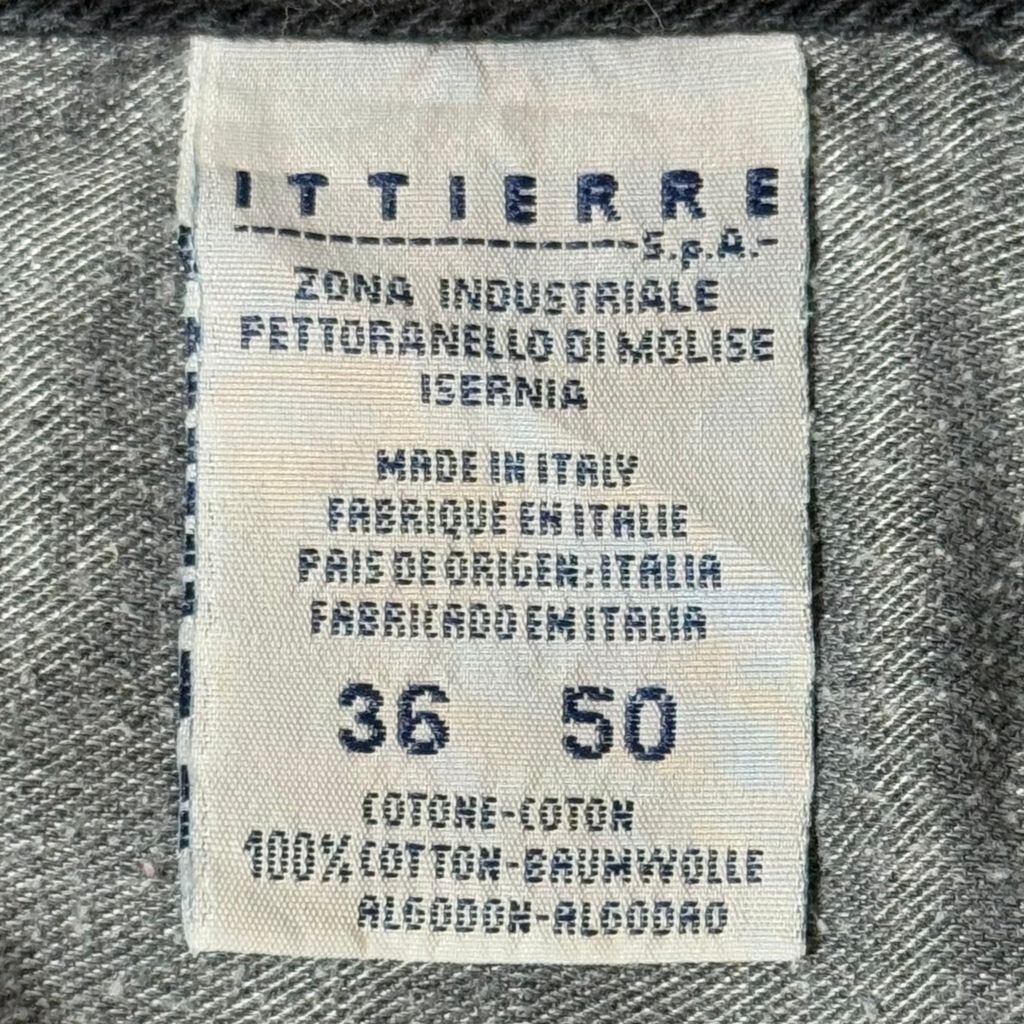 ITTIERRE
S.p.A.-
ZONA INDUSTRIALE
PETTORANELLO DI MOLISE
ISERNIA
MADE IN ITALY
FABRIQUE EN ITALIE
PAIS DE ORIGEN:ITALIA
FABRICADO EM ITALIA
36 50
COTONE-COTON
100% COTTON-BAUMWOLLE
ALGODON-ALGODAO